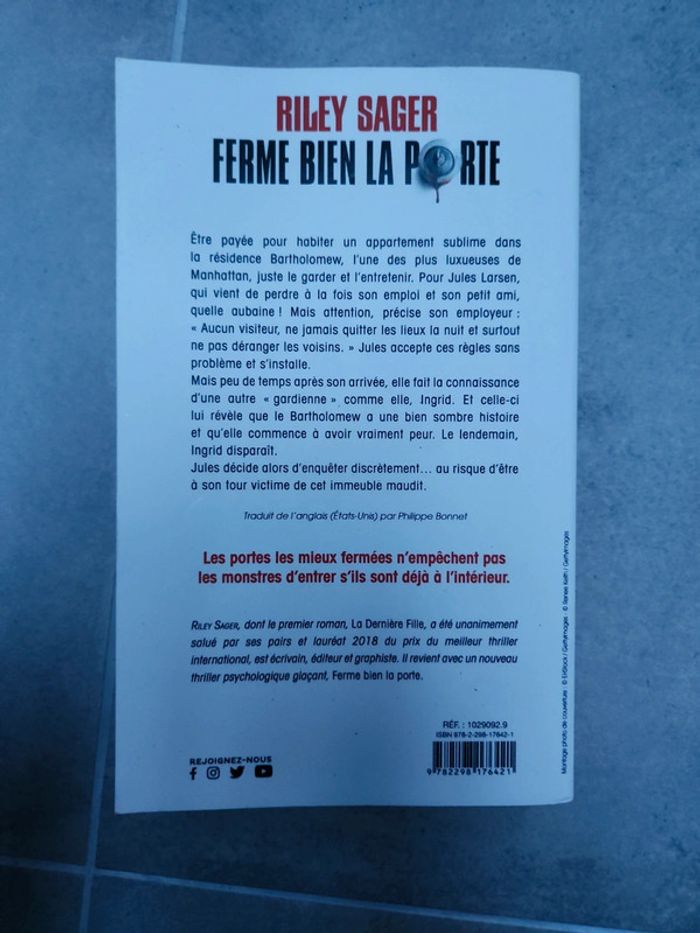 RILEY SAGER
FERME BIEN LA PORTE
Être payée pour habiter un appartement sublime dans
la résidence Bartholomew, l'une des plus luxueuses de
Manhattan, juste le garder et l'entretenir. Pour Jules Larsen,
qui vient de perdre à la fois son emploi et son petit ami,
quelle aubaine ! Mais attention, précise son employeur :
« Aucun visiteur, ne jamais quitter les lieux la nuit et surtout
ne pas déranger les voisins. » Jules accepte ces règles sans
problème et s'installe.
Mais peu de temps après son arrivée, elle fait la connaissance
d'une autre « gardienne » comme elle, Ingrid. Et celle-ci
lui révèle que le Bartholomew a une bien sombre histoire
et qu'elle commence à avoir vraiment peur. Le lendemain,
Ingrid disparaît.
Jules décide alors d'enquêter discrètement... au risque d'être
à son tour victime de cet immeuble maudit.
Traduit de l'anglais (États-Unis) par Philippe Bonnet
Les portes les mieux fermées n'empêchent pas
les monstres d'entrer s'ils sont déjà à l'intérieur.
RILEY SAGER, dont le premier roman, La Dernière Fille, a été unanimement
salué par ses pairs et lauréat 2018 du prix du meilleur thriller
international, est écrivain, éditeur et graphiste. Il revient avec un nouveau
thriller psychologique glaçant, Ferme bien la porte.
RÉF. : 1029092.9
ISBN 978-2-298-17642-1
9 782298 176421
REJOIGNEZ-NOUS
Montage photo de couverture : © ErStock / Gettyimages - © Renee Keith / Gettyimages